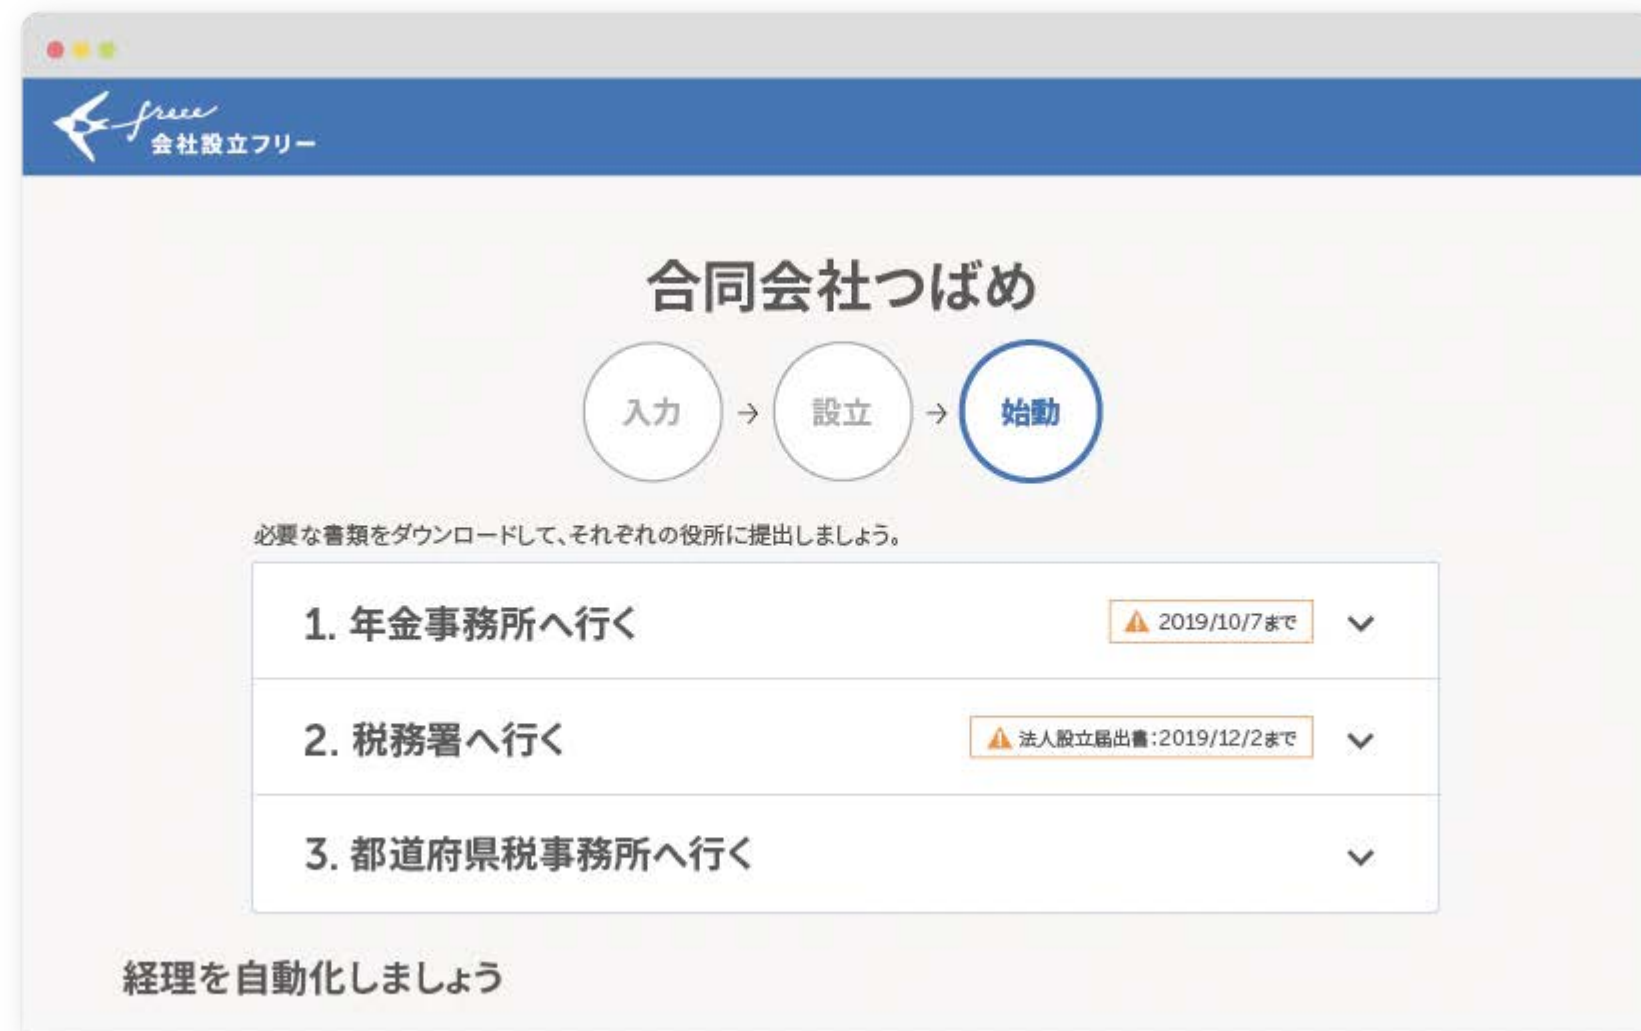 freee
会社設立フリー
合同会社つばめ
入力 → 設立 → 始動
必要な書類をダウンロードして、それぞれの役所に提出しましょう。
1. 年金事務所へ行く
2019/10/7まで
2. 税務署へ行く
法人設立届出書：2019/12/2まで
3. 都道府県税事務所へ行く
経理を自動化しましょう